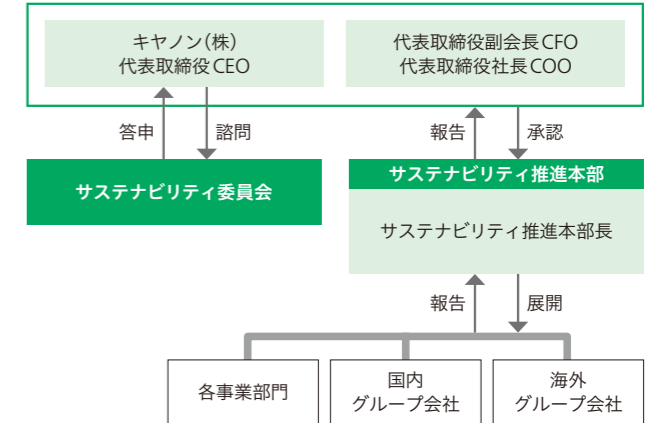 キヤノン（株）
代表取締役CEO
代表取締役副会長CFO
代表取締役社長COO
答申
諮問
報告
承認
サステナビリティ委員会
サステナビリティ推進本部
サステナビリティ推進本部長
報告
展開
各事業部門
国内
グループ会社
海外
グループ会社